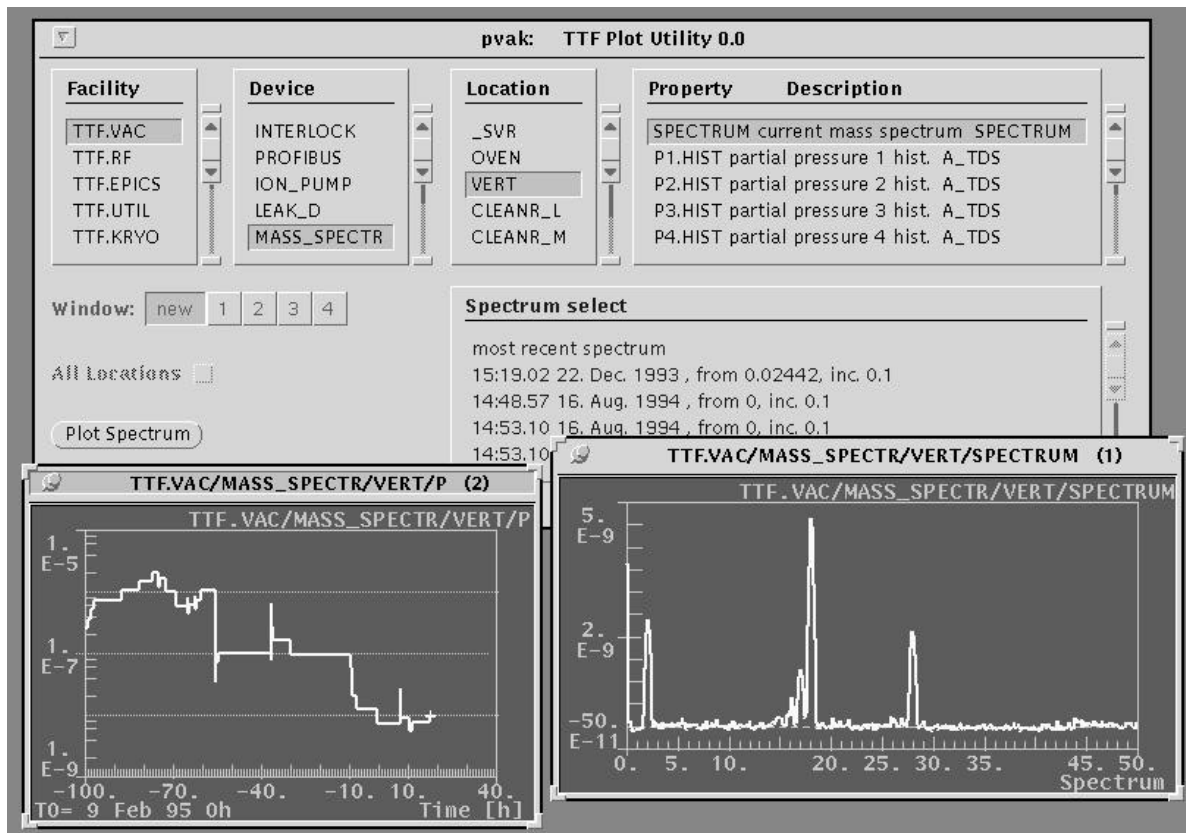 pvak: TTF Plot Utility 0.0
Facility
TTF.VAC
TTF.RF
TTF.EPICS
TTF.UTIL
TTF.KRYO
Device
INTERLOCK
PROFIBUS
ION_PUMP
LEAK_D
MASS_SPECTR
Location
_SVR
OVEN
VERT
CLEANR_L
CLEANR_M
Property Description
SPECTRUM current mass spectrum SPECTRUM
P1.HIST partial pressure 1 hist. A_TDS
P2.HIST partial pressure 2 hist. A_TDS
P3.HIST partial pressure 3 hist. A_TDS
P4.HIST partial pressure 4 hist. A_TDS
Window: new 1 2 3 4
All Locations
Plot Spectrum
Spectrum select
most recent spectrum
15:19.02 22. Dec. 1993 , from 0.02442, inc. 0.1
14:48.57 16. Aug. 1994 , from 0, inc. 0.1
14:53.10 16. Aug. 1994 , from 0, inc. 0.1
14:53.10
TTF.VAC/MASS_SPECTR/VERT/P (2)
TTF.VAC/MASS_SPECTR/VERT/P
1.
E-5
1.
E-7
1.
E-9
-100. -70. -40. -10. 10. 40.
T0= 9 Feb 95 0h Time [h]
TTF.VAC/MASS_SPECTR/VERT/SPECTRUM (1)
TTF.VAC/MASS_SPECTR/VERT/SPECTRUM
5.
E-9
2.
E-9
-50.
E-11
0. 5. 10. 20. 25. 30. 35. 45. 50.
Spectrum